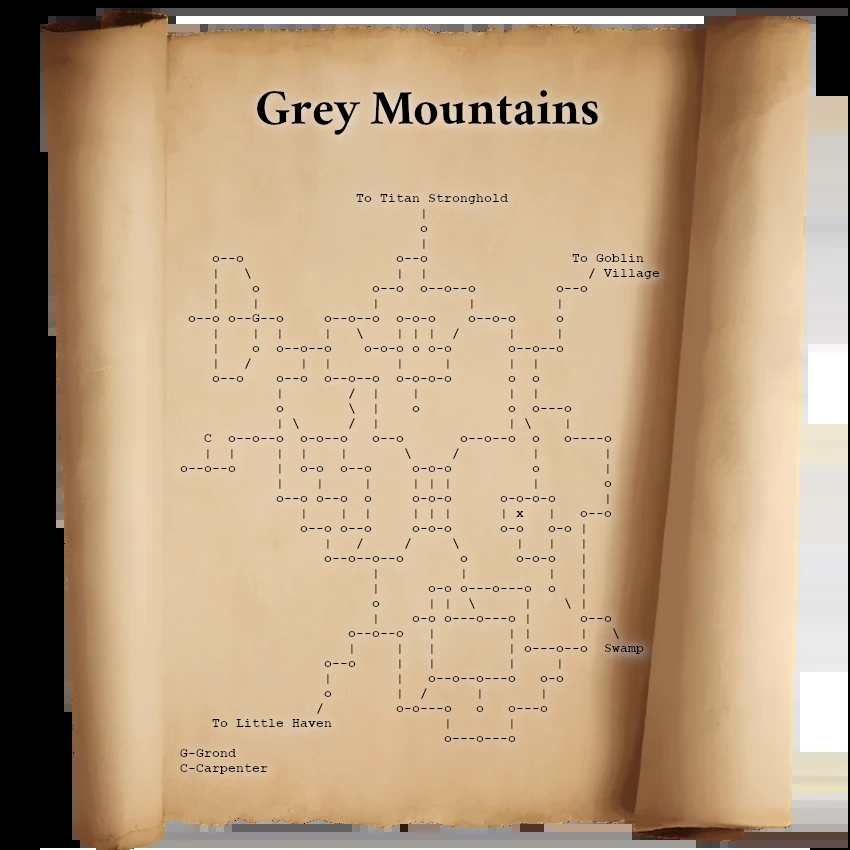 Grey Mountains
To Titan Stronghold
To Goblin
Village
G
C
x
Swamp
To Little Haven
G-Grond
C-Carpenter